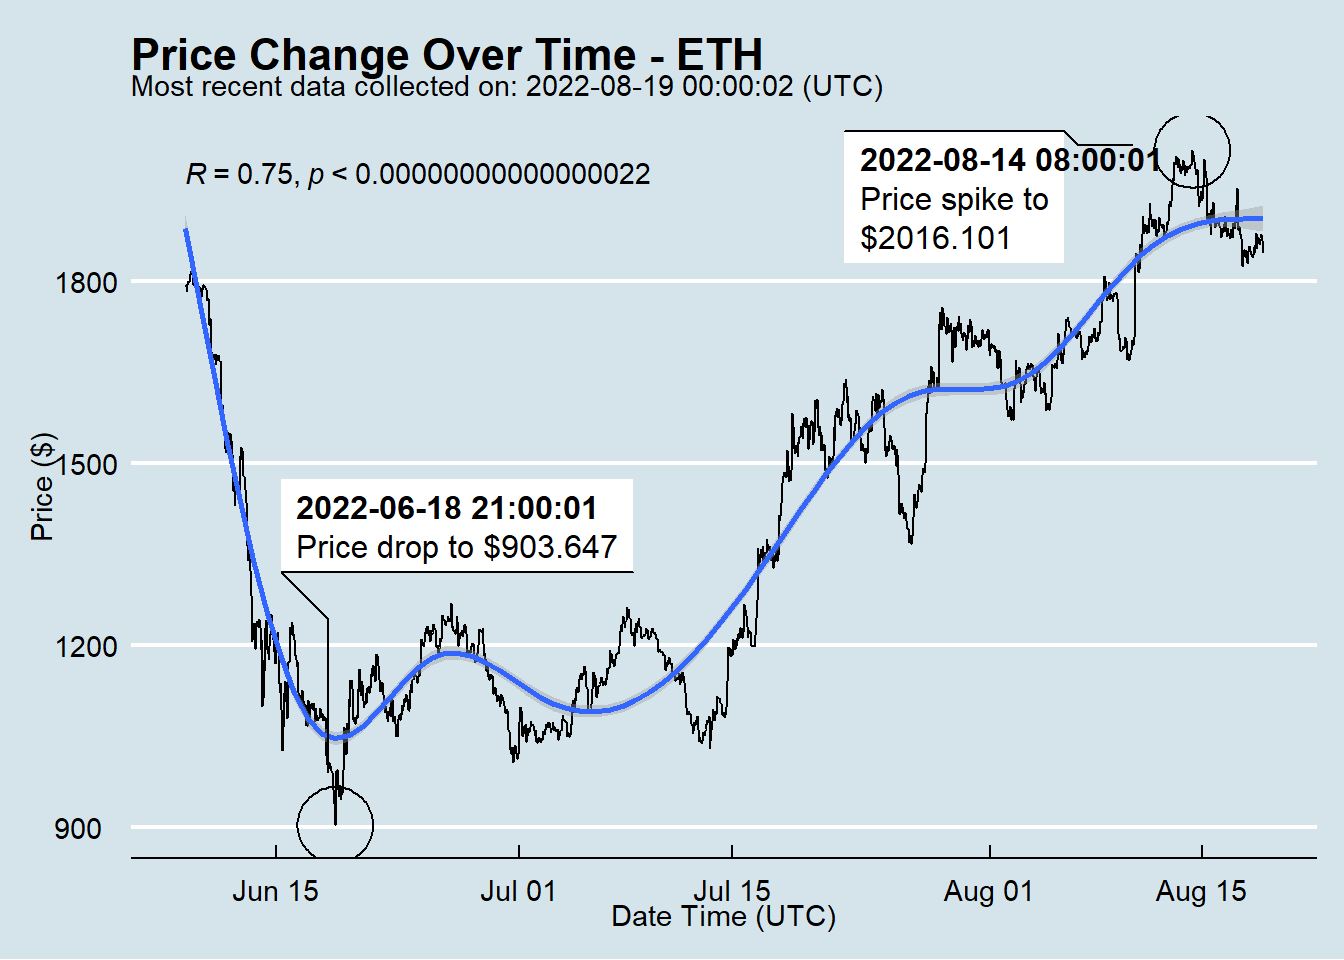 Price Change Over Time - ETH
Most recent data collected on: 2022-08-19 00:00:02 (UTC)
R = 0.75, p < 0.00000000000000022
2022-08-14 08:00:01
Price spike to
$2016.101
2022-06-18 21:00:01
Price drop to $903.647
Price ($)
1800
1500
1200
900
Jun 15
Jul 01
Jul 15
Aug 01
Aug 15
Date Time (UTC)